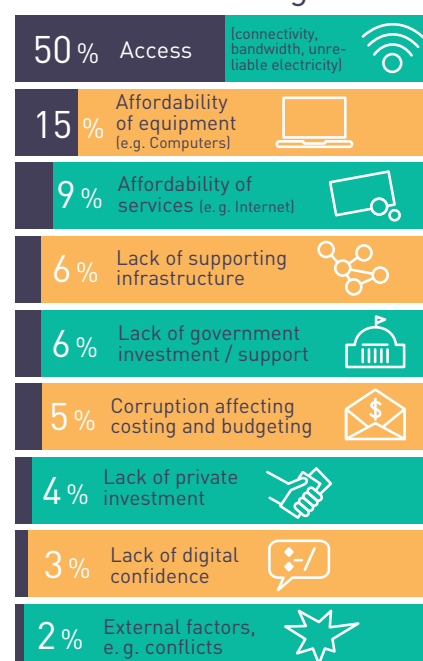 50 % Access (connectivity,
bandwidth, unre-
liable electricity)
15 % Affordability
of equipment
(e.g. Computers)
9 % Affordability of
services (e.g. Internet)
6 % Lack of supporting
infrastructure
6 % Lack of government
investment / support
5 % Corruption affecting
costing and budgeting
$
4 % Lack of private
investment
3 % Lack of digital
confidence
2 % External factors,
e.g. conflicts